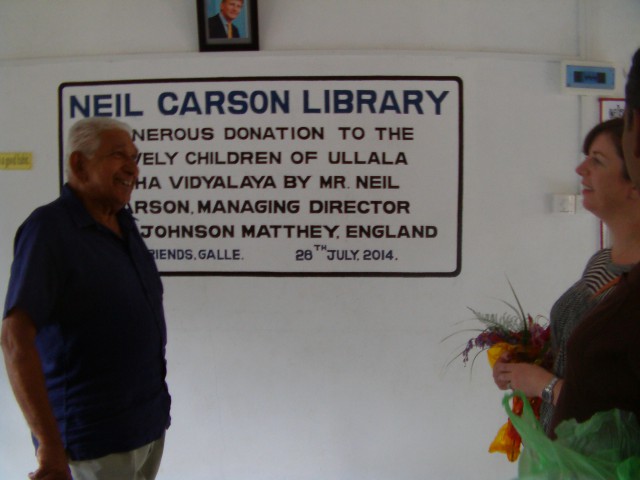 NEIL CARSON LIBRARY
NEROUS DONATION TO THE
VELY CHILDREN OF ULLALA
HA VIDYALAYA BY MR. NEIL
ARSON, MANAGING DIRECTOR
JOHNSON MATTHEY, ENGLAND
RIENDS, GALLE. 28TH JULY, 2014.